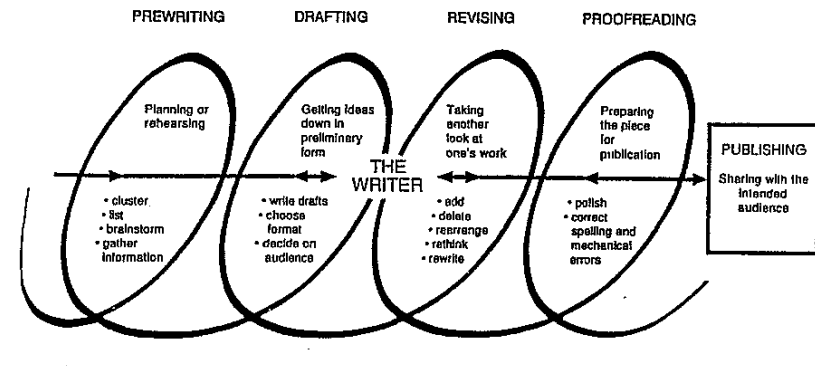 PREWRITING
DRAFTING
REVISING
PROOFREADING
Planning or
rehearsing
Getting ideas
down in
preliminary
form
Taking
another
look at
one's work
Preparing
the piece
for
publication
THE
WRITER
PUBLISHING
Sharing with the
intended
audience
• cluster
• list
• brainstorm
• gather
information
• write drafts
• choose
format
• decide on
audience
• add
• delete
• rearrange
• rethink
• rewrite
• polish
• correct
spelling and
mechanical
errors